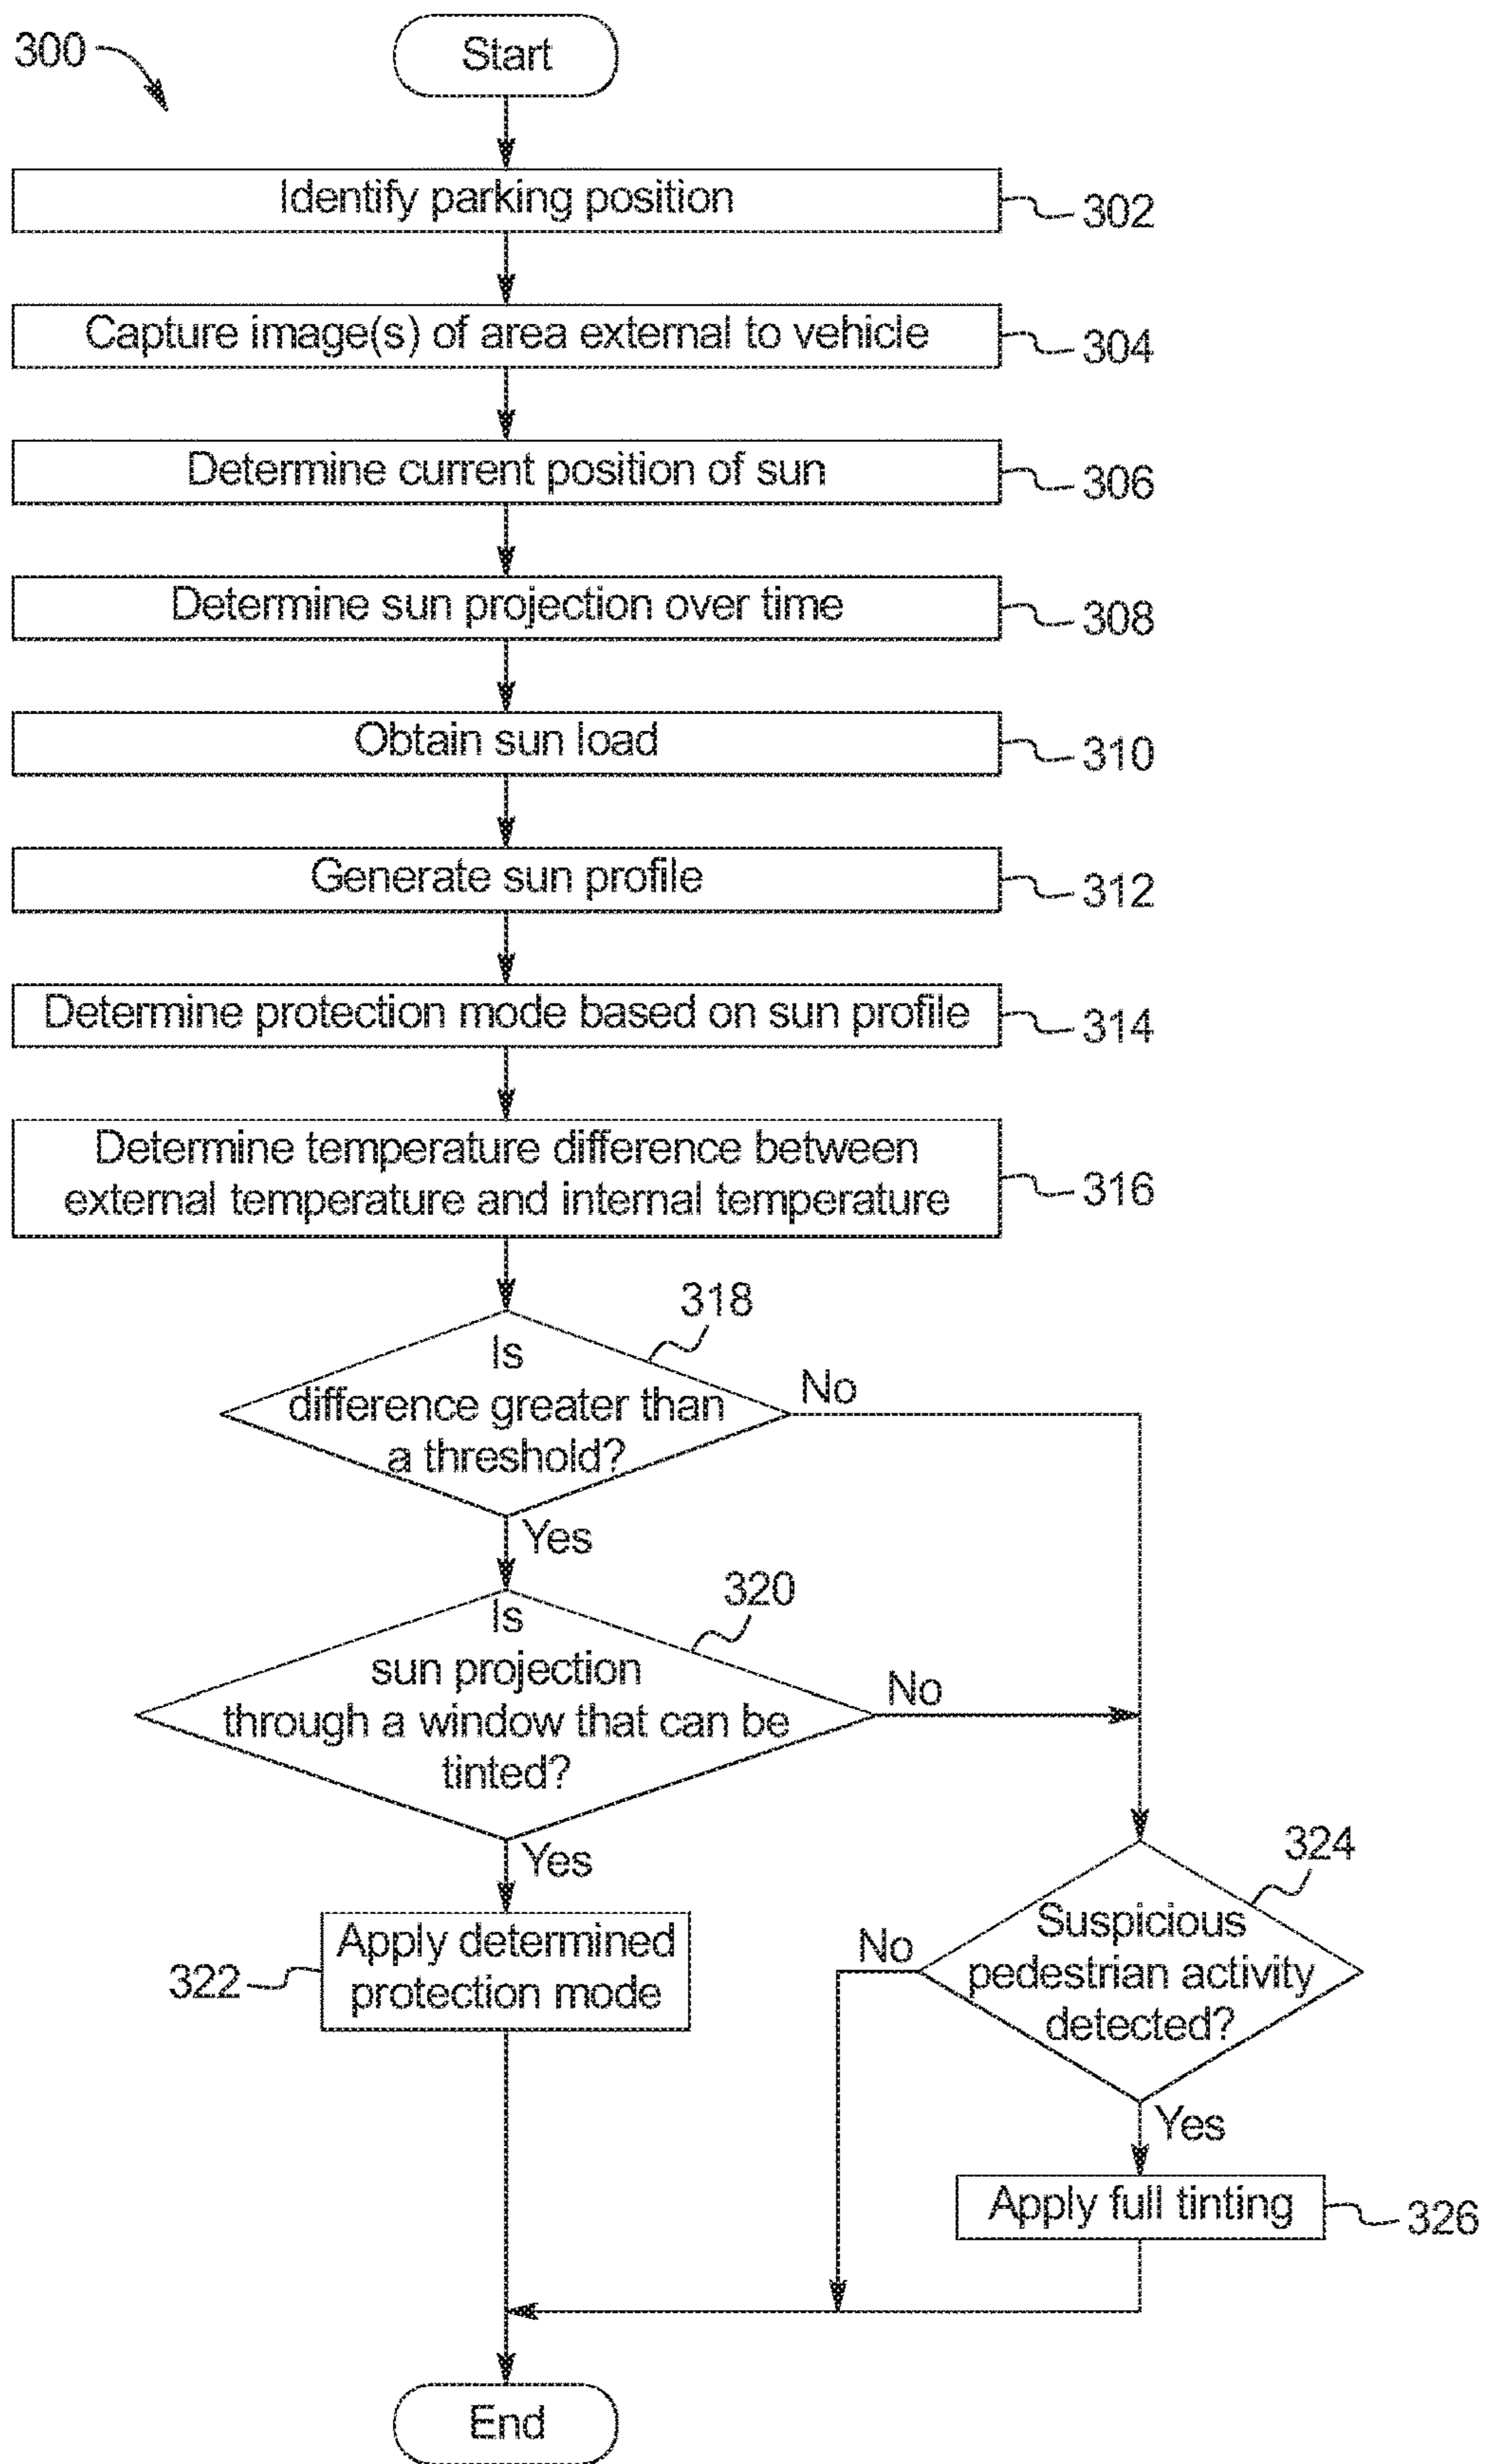 300
Start
Identify parking position
302
Capture image(s) of area external to vehicle
304
Determine current position of sun
306
Determine sun projection over time
308
Obtain sun load
310
Generate sun profile
312
Determine protection mode based on sun profile
314
Determine temperature difference between
external temperature and internal temperature
316
318
Is
difference greater than
a threshold?
No
Yes
320
Is
sun projection
through a window that can be
tinted?
No
Yes
322
Apply determined
protection mode
324
Suspicious
pedestrian activity
detected?
No
Yes
Apply full tinting
326
End